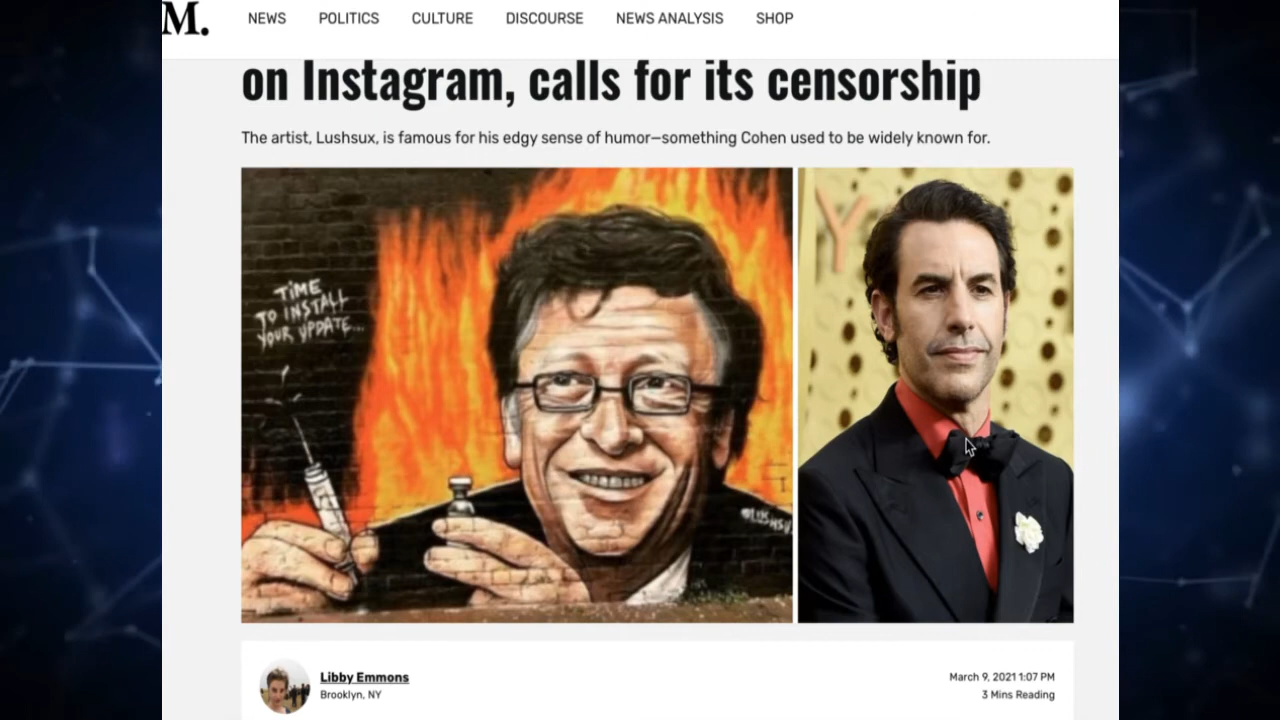 M.
NEWS POLITICS CULTURE DISCOURSE NEWS ANALYSIS SHOP
on Instagram, calls for its censorship
The artist, Lushsux, is famous for his edgy sense of humor—something Cohen used to be widely known for.
TiME
TO iNSTALL
YOUR UPDATE...
Y
@LUSHSU
Libby Emmons
Brooklyn, NY
March 9, 2021 1:07 PM
3 Mins Reading